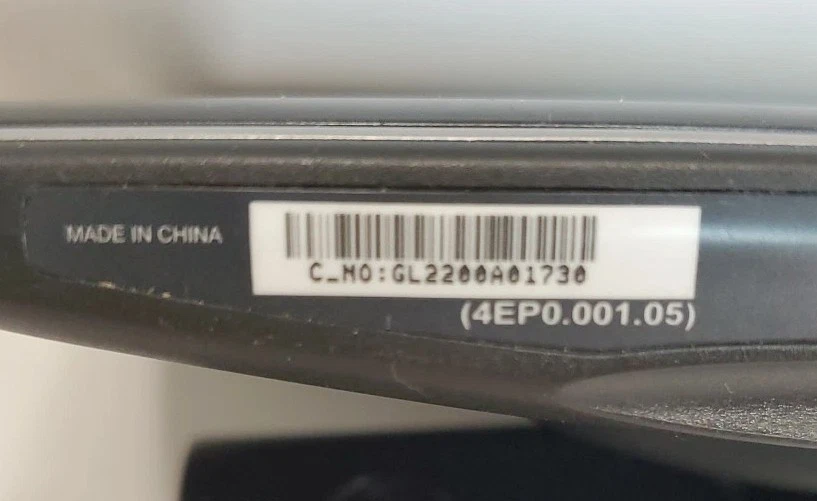 MADE IN CHINA
C_MO:GL2200A01730
(4EP0.001.05)